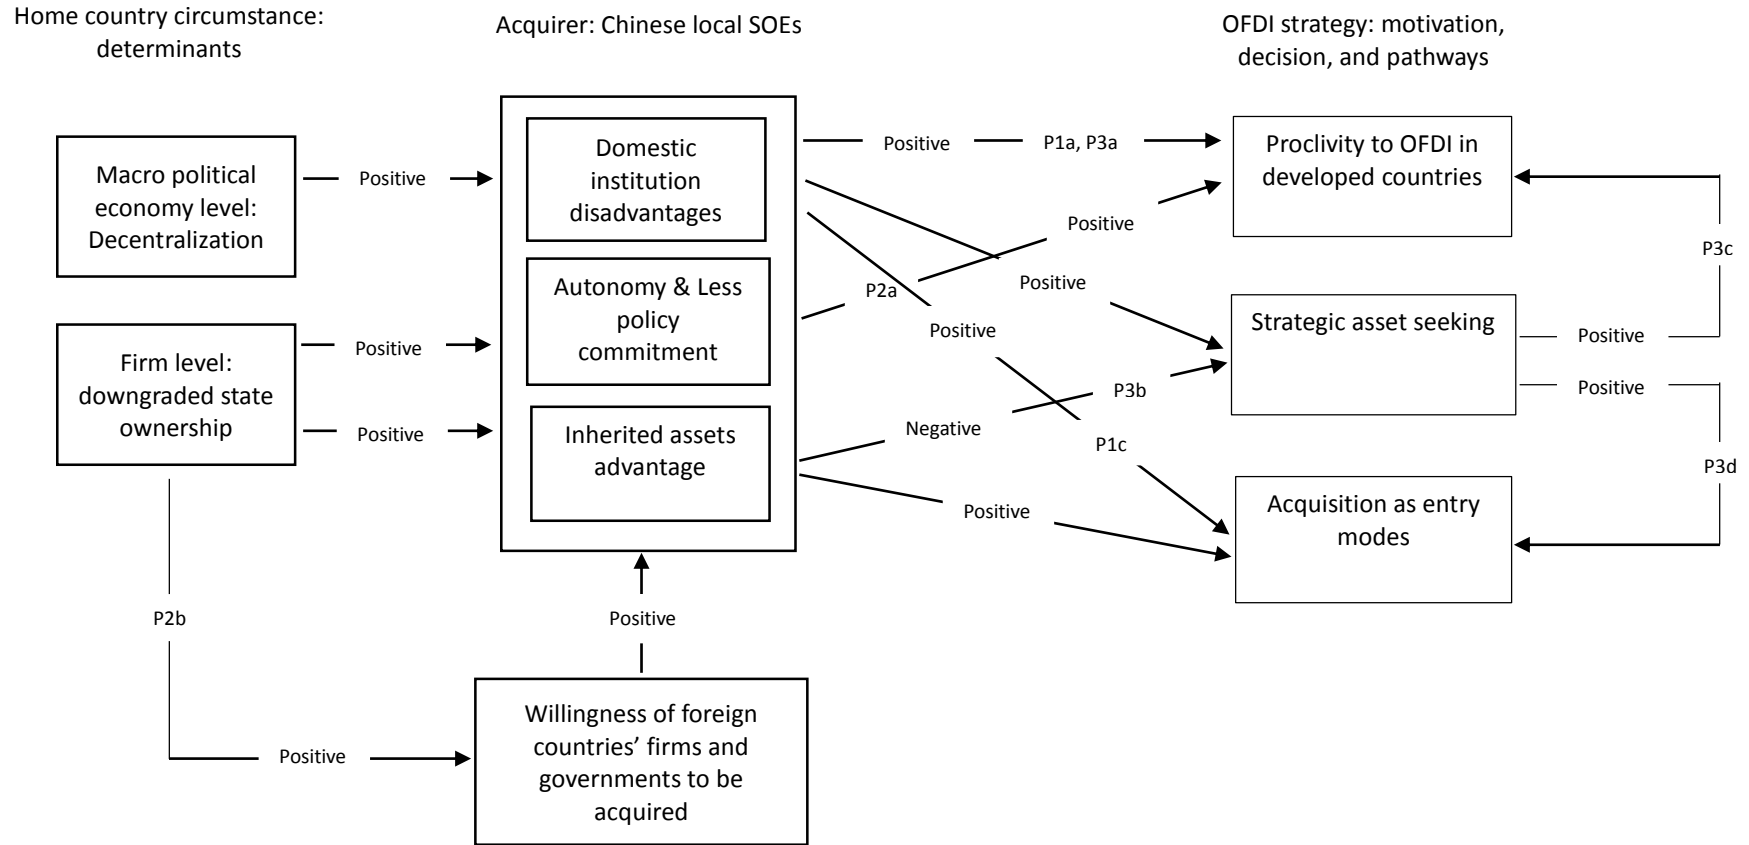 Home country circumstance:
determinants
Acquirer: Chinese local SOEs
OFDI strategy: motivation,
decision, and pathways
Macro political
economy level:
Decentralization
Positive
Firm level:
downgraded state
ownership
Positive
Positive
Domestic
institution
disadvantages
Autonomy & Less
policy
commitment
Inherited assets
advantage
Positive
P1a, P3a
Positive
P2a
Positive
Positive
P3b
Negative
P1c
Positive
Proclivity to OFDI in
developed countries
Strategic asset seeking
Acquisition as entry
modes
P3c
Positive
Positive
P3d
P2b
Positive
Positive
Willingness of foreign
countries’ firms and
governments to be
acquired